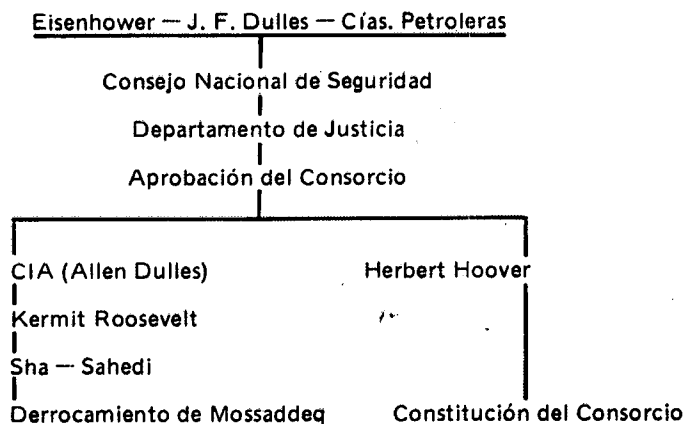 Eisenhower — J. F. Dulles — Cías. Petroleras
Consejo Nacional de Seguridad
Departamento de Justicia
Aprobación del Consorcio
CIA (Allen Dulles)
Herbert Hoover
Kermit Roosevelt
Sha — Sahedi
Derrocamiento de Mossaddeq
Constitución del Consorcio